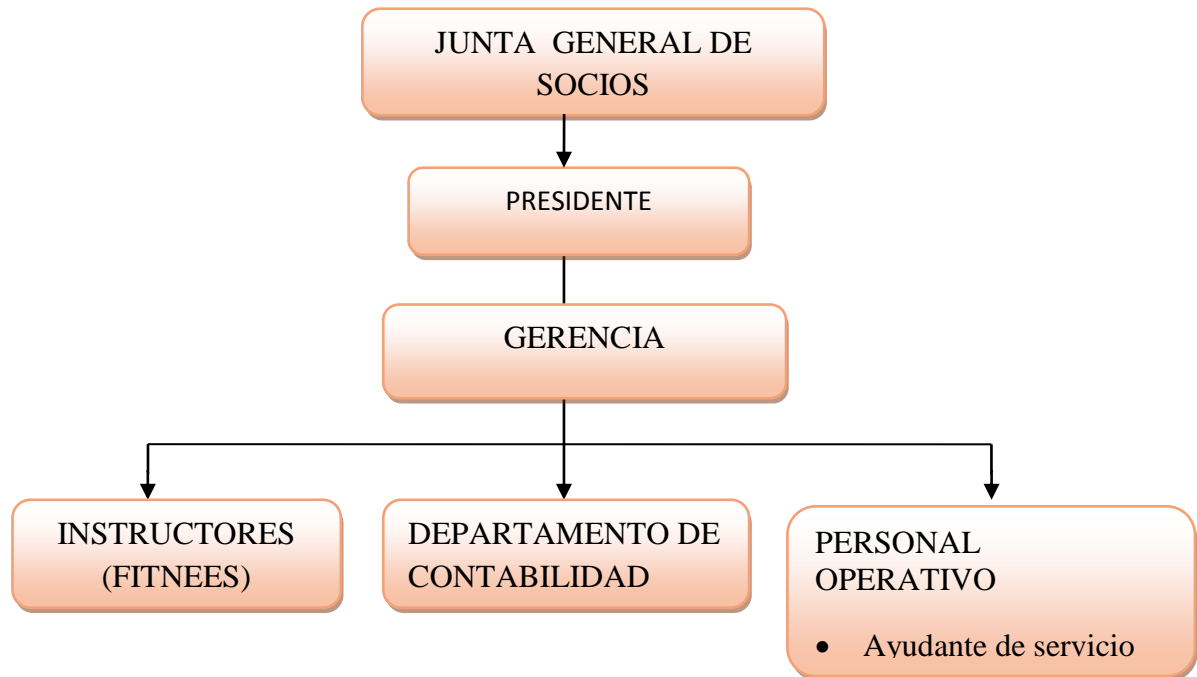 JUNTA GENERAL DE
SOCIOS
PRESIDENTE
GERENCIA
INSTRUCTORES
(FITNEES)
DEPARTAMENTO DE
CONTABILIDAD
PERSONAL
OPERATIVO
• Ayudante de servicio